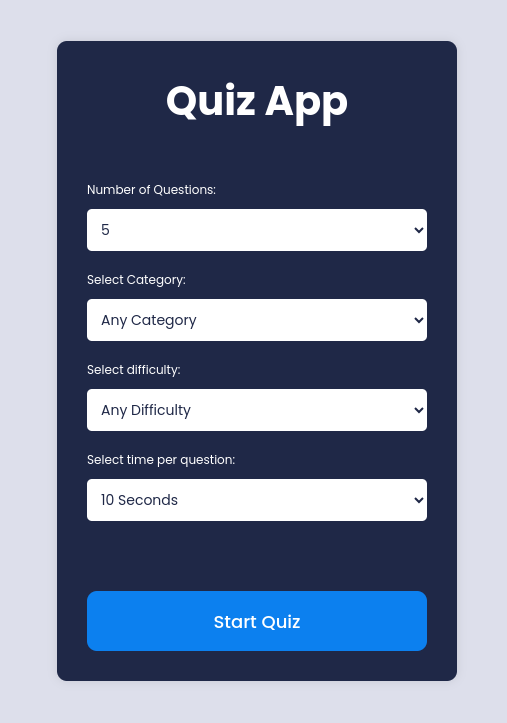 Quiz App
Number of Questions:
5
Select Category:
Any Category
Select difficulty:
Any Difficulty
Select time per question:
10 Seconds
Start Quiz